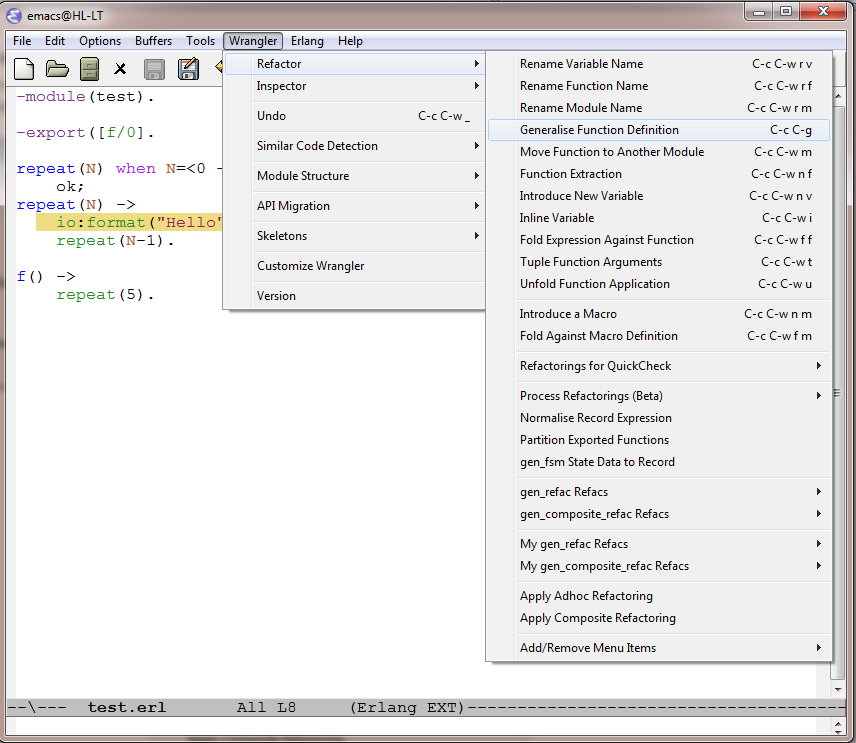 emacs@HL-LT
File Edit Options Buffers Tools Wrangler Erlang Help
-module(test).
-export([f/0].
repeat(N) when N=<0 -
ok;
repeat(N) ->
io:format("Hello"
repeat(N-1).
f() ->
repeat(5).
Refactor
Inspector
Undo C-c C-w _
Similar Code Detection
Module Structure
API Migration
Skeletons
Customize Wrangler
Version
Rename Variable Name C-c C-w r v
Rename Function Name C-c C-w r f
Rename Module Name C-c C-w r m
Generalise Function Definition C-c C-g
Move Function to Another Module C-c C-w m
Function Extraction C-c C-w n f
Introduce New Variable C-c C-w n v
Inline Variable C-c C-w i
Fold Expression Against Function C-c C-w f f
Tuple Function Arguments C-c C-w t
Unfold Function Application C-c C-w u
Introduce a Macro C-c C-w n m
Fold Against Macro Definition C-c C-w f m
Refactorings for QuickCheck
Process Refactorings (Beta)
Normalise Record Expression
Partition Exported Functions
gen_fsm State Data to Record
gen_refac Refacs
gen_composite_refac Refacs
My gen_refac Refacs
My gen_composite_refac Refacs
Apply Adhoc Refactoring
Apply Composite Refactoring
Add/Remove Menu Items
--\--- test.erl All L8 (Erlang EXT)--------------------------------------